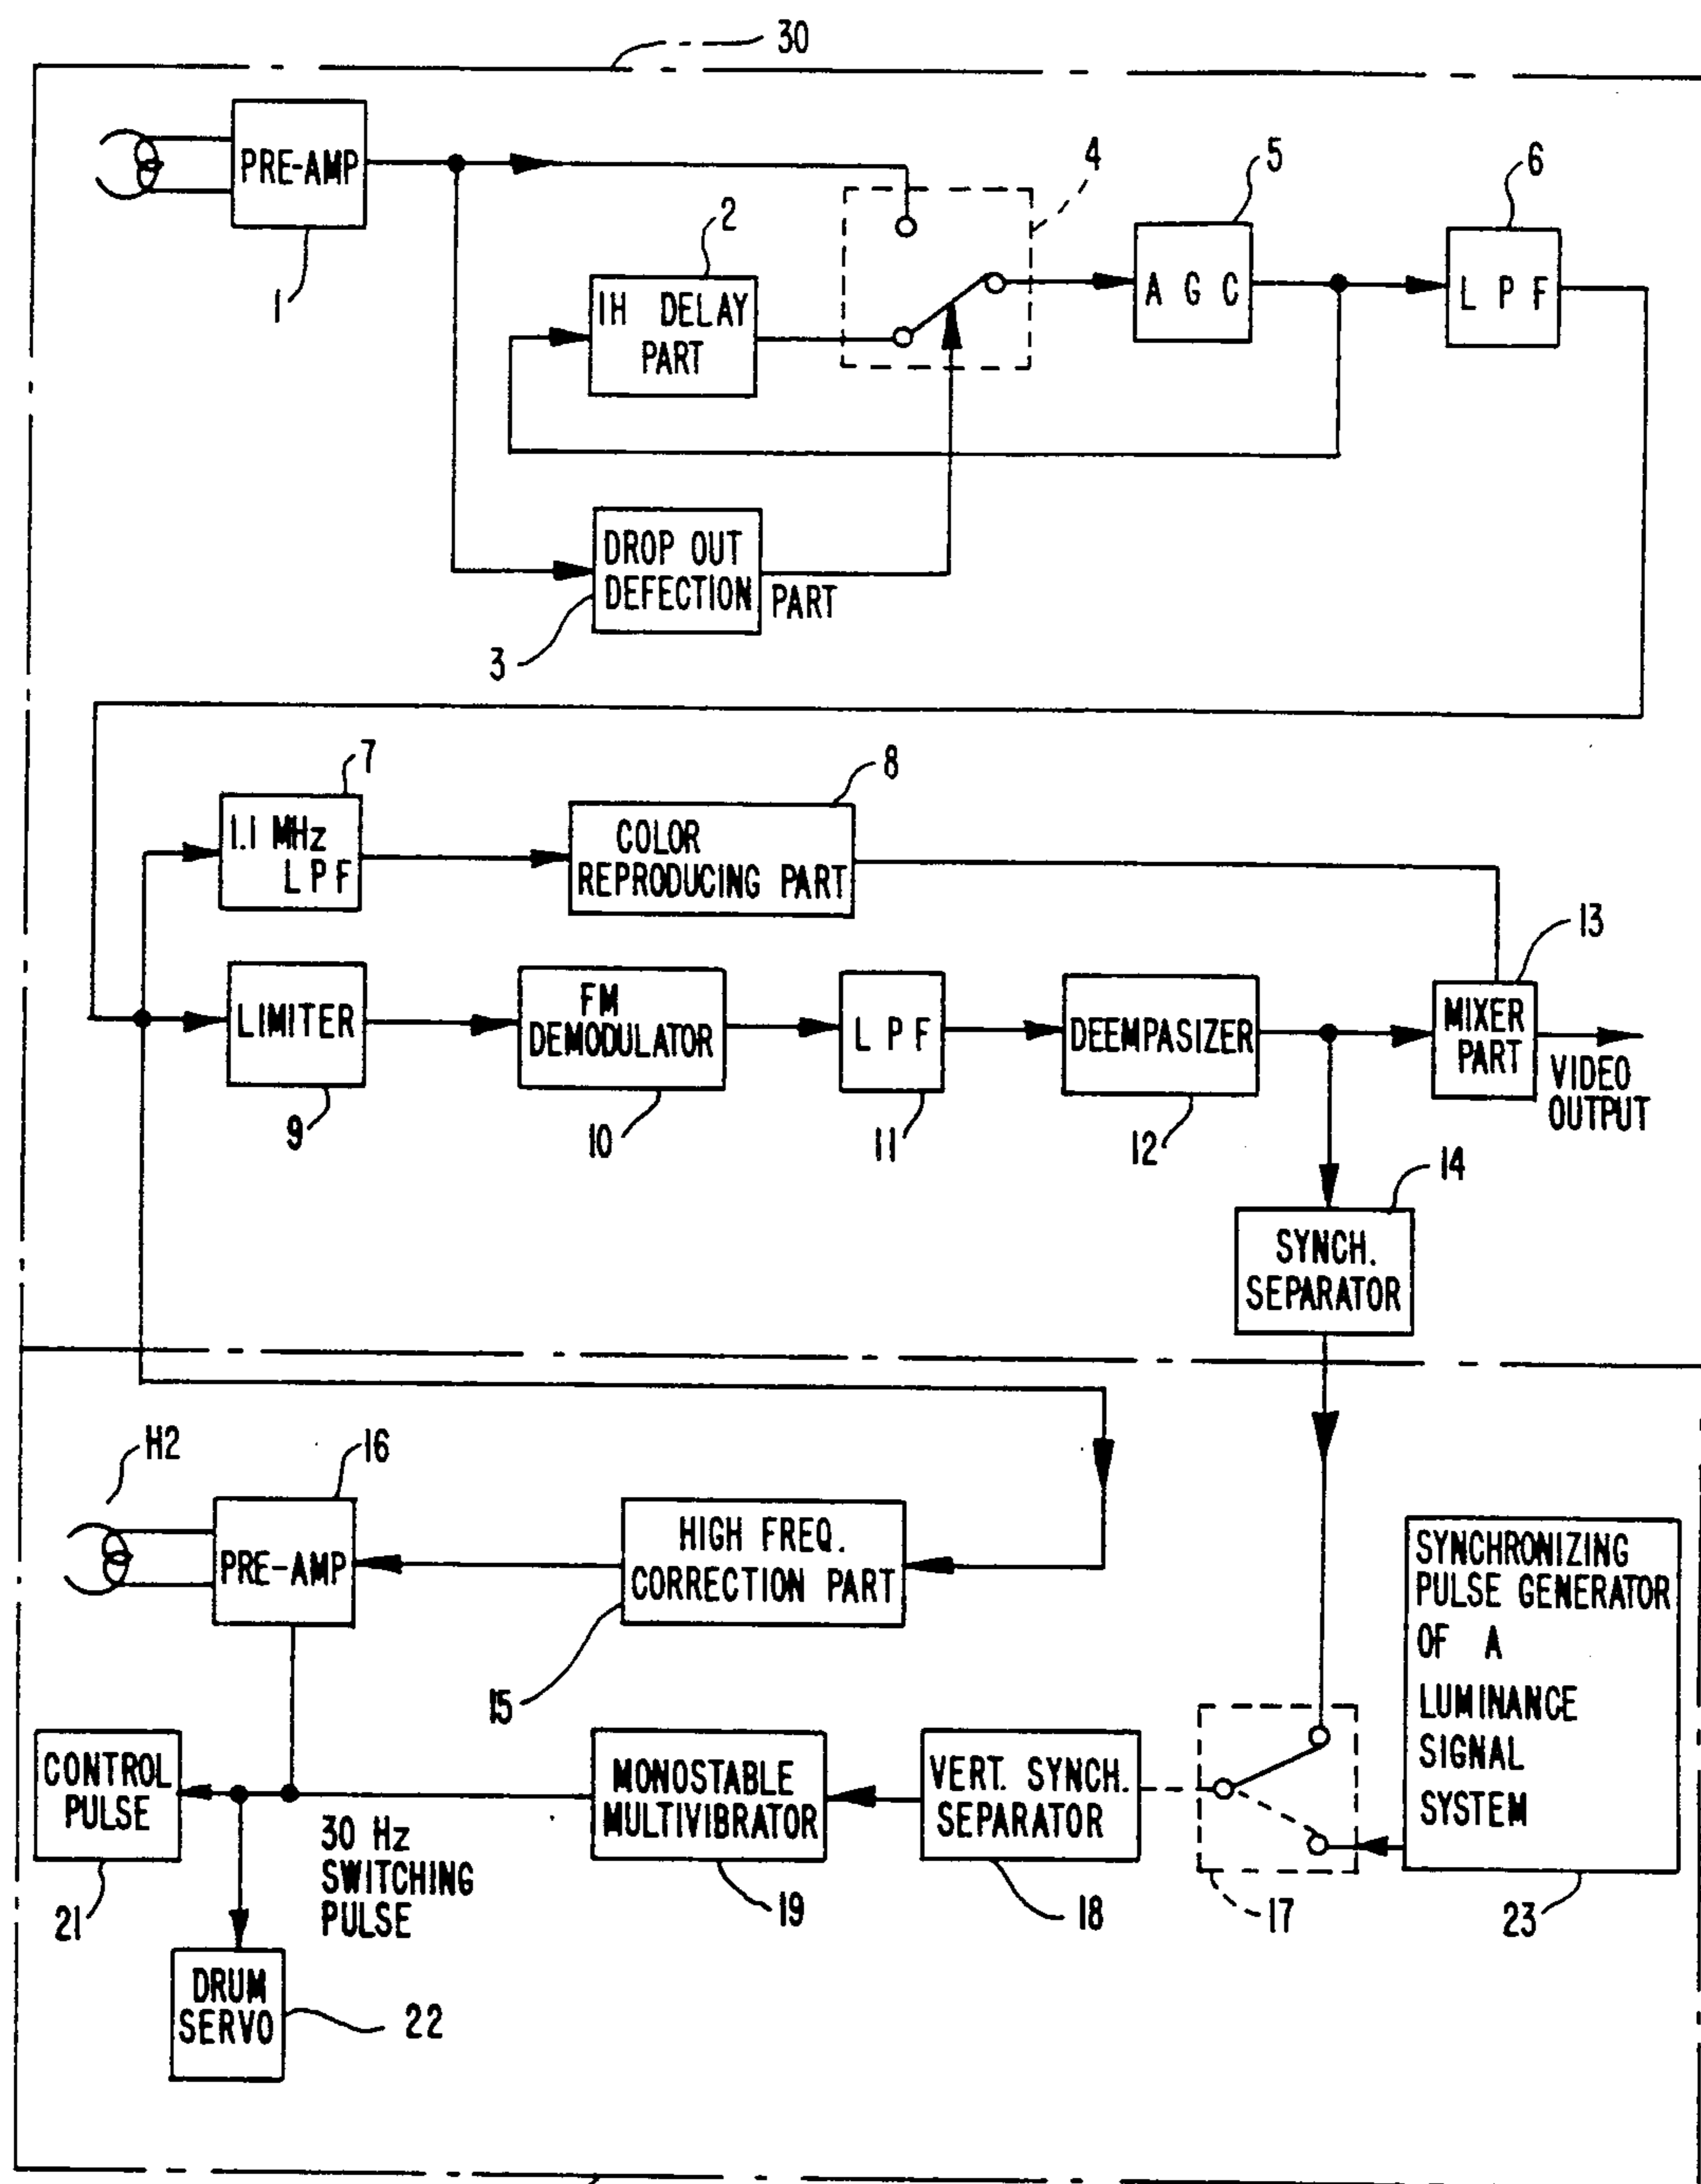 30
PRE-AMP
1
2
1H DELAY
PART
4
5
A G C
6
L P F
DROP OUT
DEFECTION
PART
3
7
1.1 MHz
L P F
8
COLOR
REPRODUCING PART
13
LIMITER
9
FM
DEMODULATOR
10
L P F
11
DEEMPASIZER
12
MIXER
PART
VIDEO
OUTPUT
14
SYNCH.
SEPARATOR
H2
16
PRE-AMP
HIGH FREQ.
CORRECTION PART
15
SYNCHRONIZING
PULSE GENERATOR
OF A
LUMINANCE
SIGNAL
SYSTEM
23
CONTROL
PULSE
21
30 Hz
SWITCHING
PULSE
MONOSTABLE
MULTIVIBRATOR
19
VERT. SYNCH.
SEPARATOR
18
17
DRUM
SERVO
22